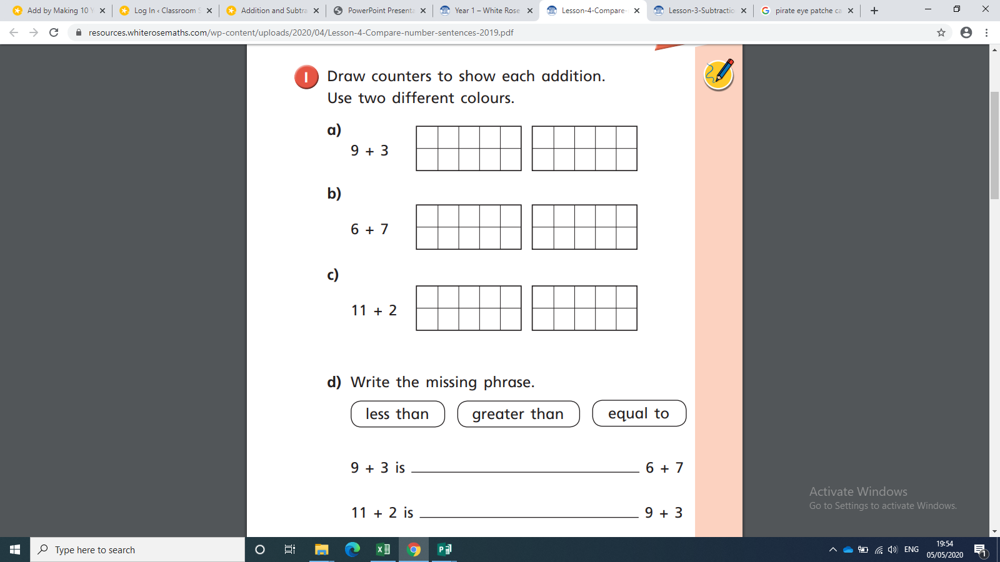 Add by Making 10 Y
Log In ‹ Classroom S
Addition and Subtra
PowerPoint Presenta
Year 1 – White Rose
Lesson-4-Compare-
Lesson-3-Subtractio
pirate eye patche ca
resources.whiterosemaths.com/wp-content/uploads/2020/04/Lesson-4-Compare-number-sentences-2019.pdf
1 Draw counters to show each addition.
Use two different colours.
a)
9 + 3
b)
6 + 7
c)
11 + 2
d) Write the missing phrase.
less than greater than equal to
9 + 3 is 6 + 7
11 + 2 is 9 + 3
Activate Windows
Go to Settings to activate Windows.
Type here to search
ENG
19:54
05/05/2020
1